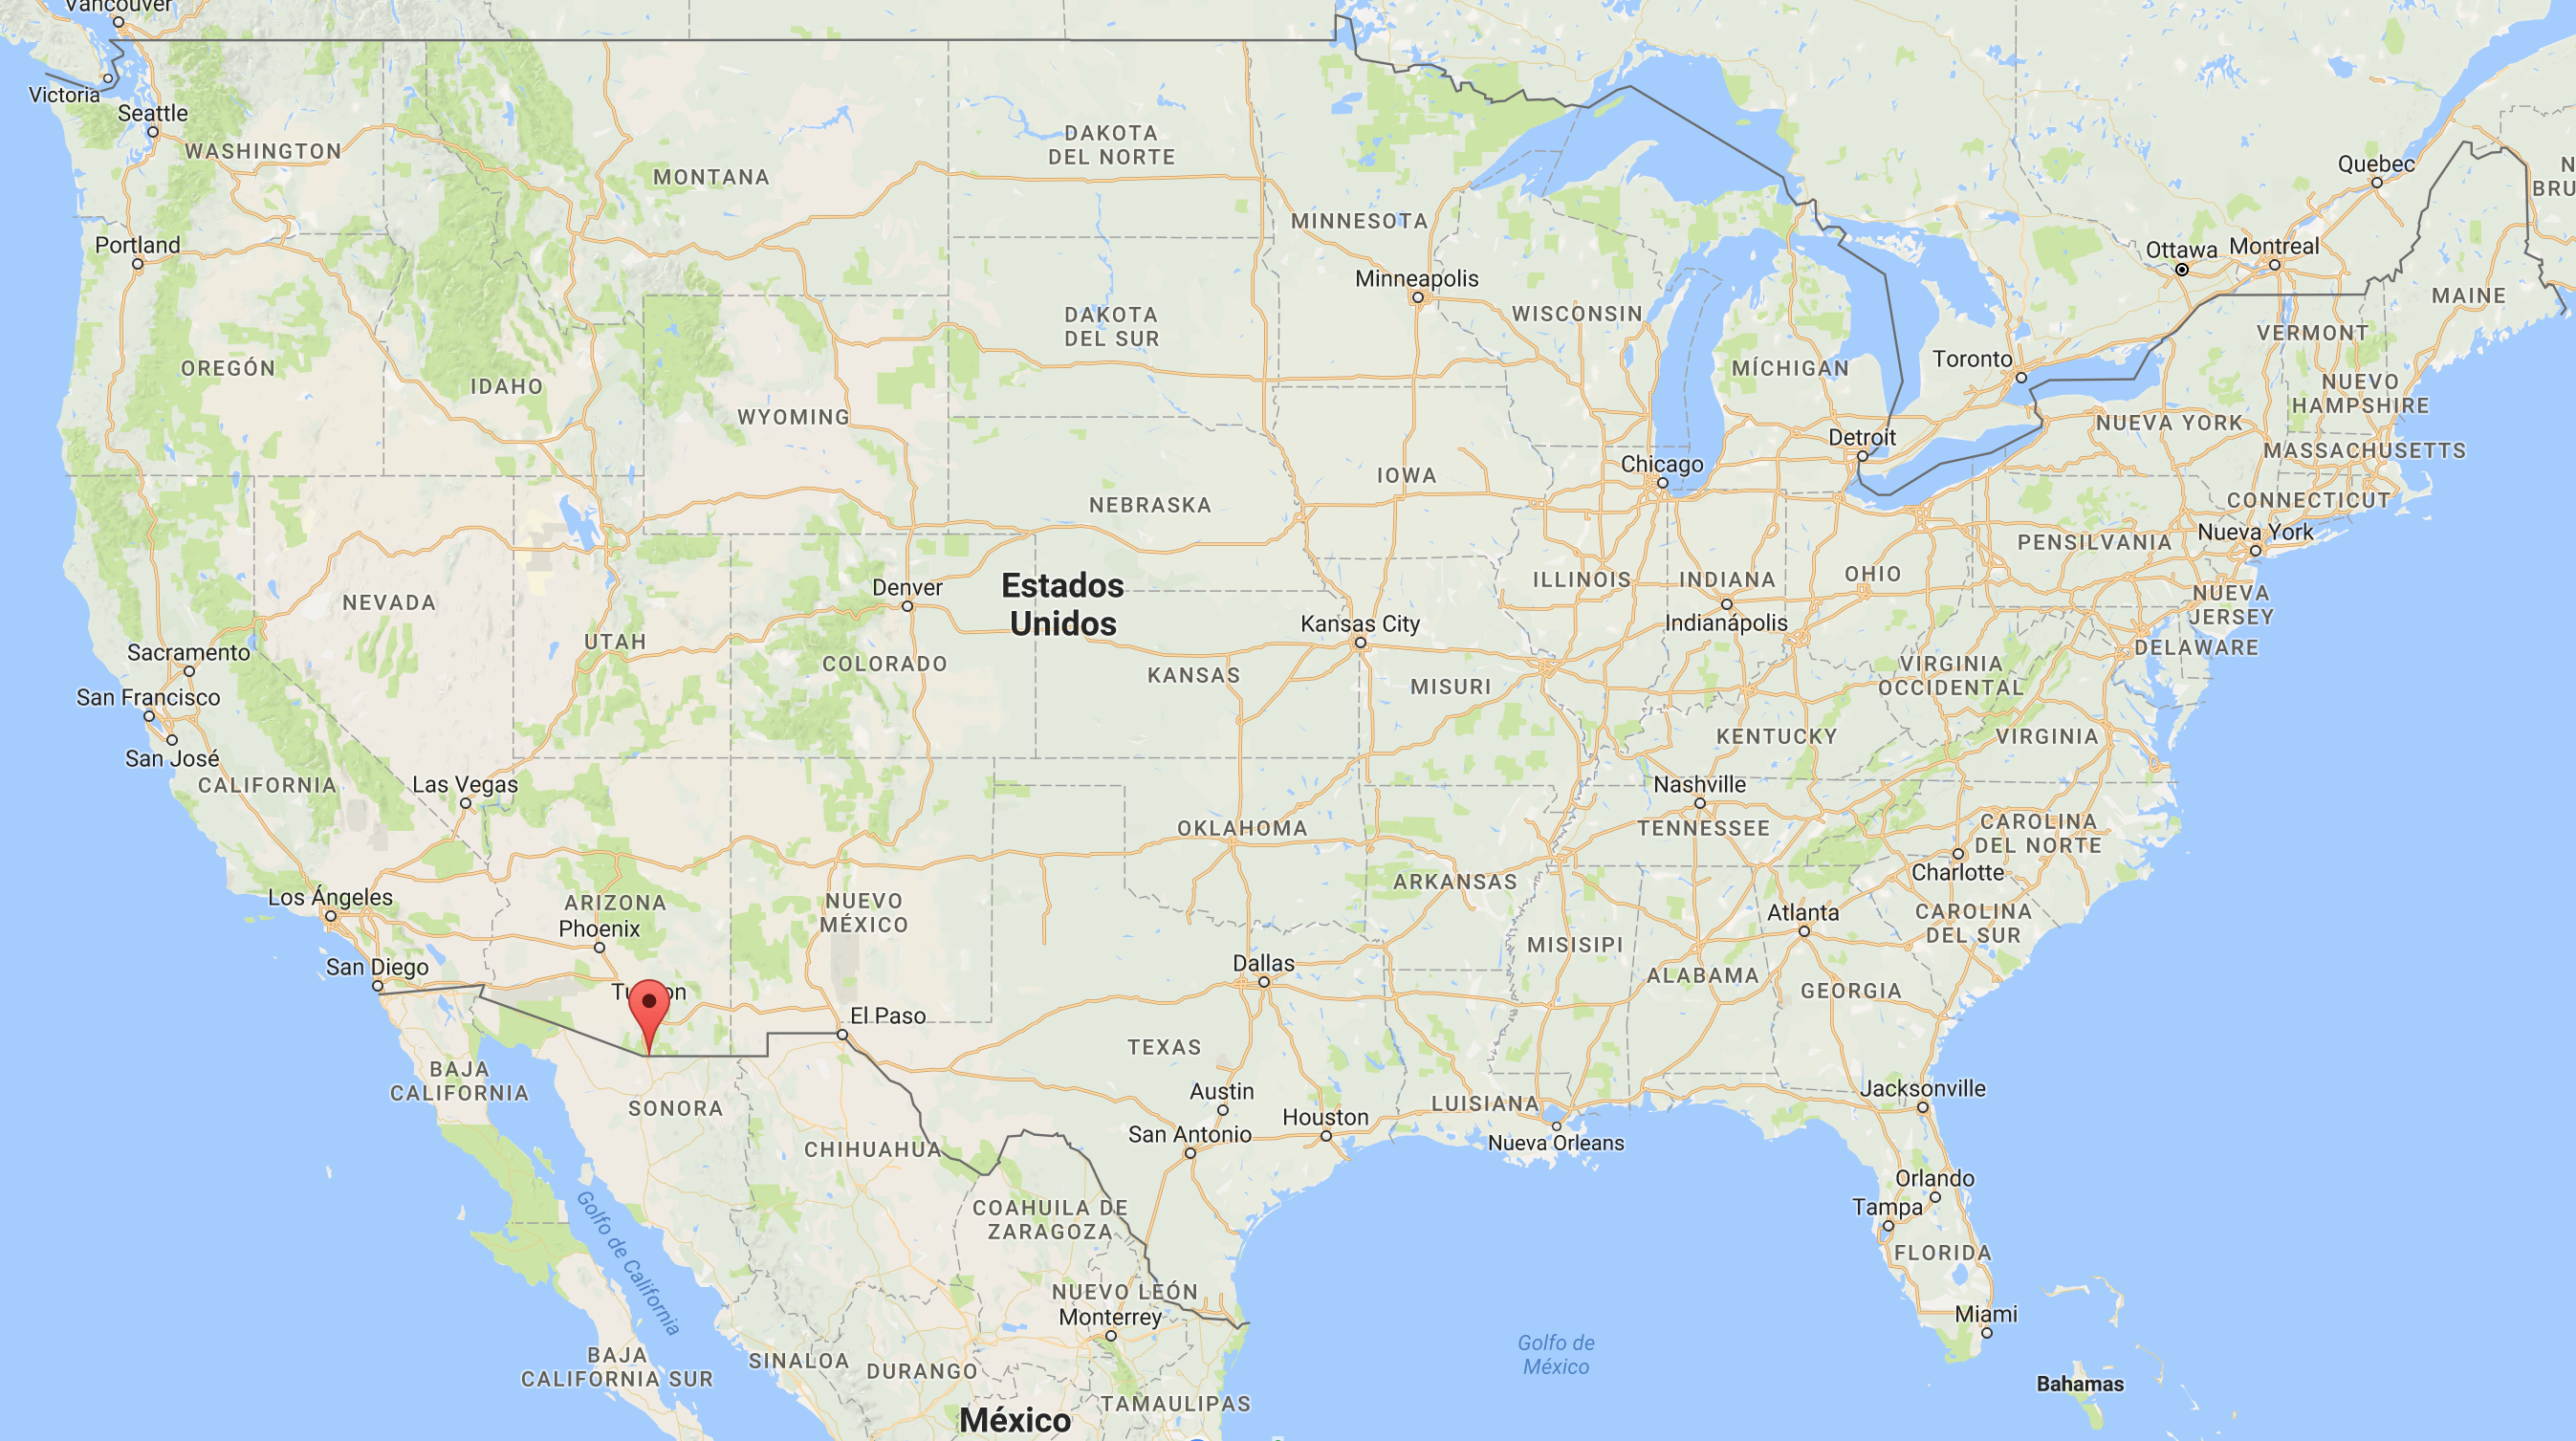 Vancouver
Victoria
Seattle
WASHINGTON
Portland
OREGÓN
IDAHO
MONTANA
WYOMING
DAKOTA
DEL NORTE
DAKOTA
DEL SUR
MINNESOTA
Minneapolis
WISCONSIN
MÍCHIGAN
Detroit
Toronto
Ottawa
Montreal
Quebec
MAINE
VERMONT
NUEVO
HAMPSHIRE
NUEVA YORK
MASSACHUSETTS
CONNECTICUT
Nueva York
PENSILVANIA
NUEVA
JERSEY
DELAWARE
Chicago
IOWA
NEBRASKA
ILLINOIS
INDIANA
Indianápolis
OHIO
Estados
Unidos
Denver
COLORADO
UTAH
NEVADA
Sacramento
San Francisco
San José
CALIFORNIA
Las Vegas
Los Ángeles
San Diego
ARIZONA
Phoenix
NUEVO
MÉXICO
El Paso
KANSAS
Kansas City
MISURI
OKLAHOMA
ARKANSAS
KENTUCKY
VIRGINIA
OCCIDENTAL
VIRGINIA
Nashville
TENNESSEE
CAROLINA
DEL NORTE
Charlotte
CAROLINA
DEL SUR
Atlanta
GEORGIA
ALABAMA
MISISIPI
LUISIANA
Nueva Orleans
Dallas
TEXAS
Austin
Houston
San Antonio
Jacksonville
Orlando
Tampa
FLORIDA
Miami
Bahamas
Golfo de
México
BAJA
CALIFORNIA
SONORA
CHIHUAHUA
COAHUILA DE
ZARAGOZA
NUEVO LEÓN
Monterrey
Golfo de California
BAJA
CALIFORNIA SUR
SINALOA
DURANGO
TAMAULIPAS
México